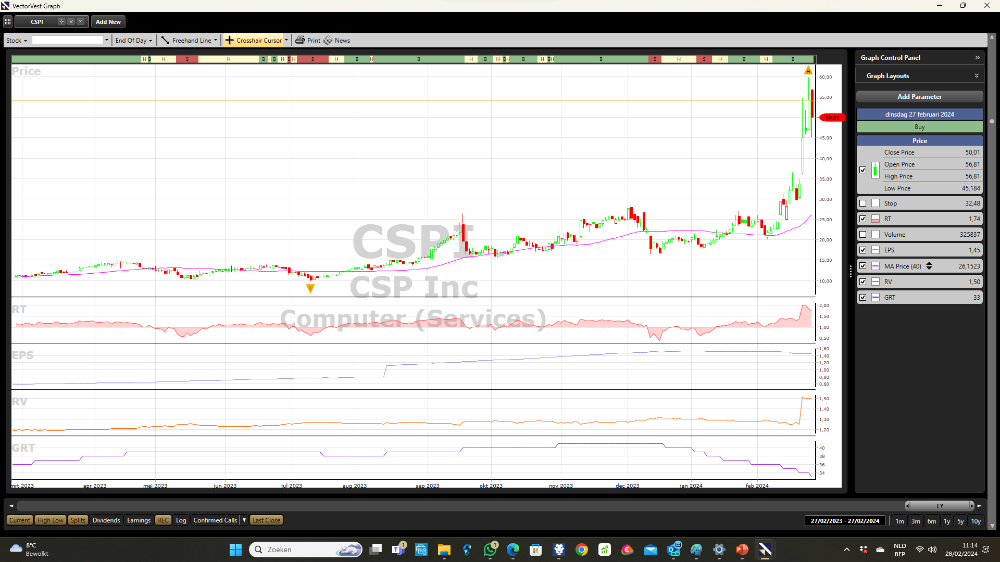 VectorVest Graph
CSPI
Add New
Stock
End Of Day
Freehand Line
Crosshair Cursor
Print
News
H B H S H B H B H S H S H B H B H B H B H B H B H B S H S H B H B
Price
H
60,00
55,00
50,01
45,00
40,00
35,00
30,00
25,00
20,00
15,00
10,00
CSPI
CSP Inc
Computer (Services)
L
RT
2,00
1,50
1,00
0,50
EPS
1,60
1,40
1,20
1,00
0,80
0,60
RV
1,50
1,40
1,30
1,20
GRT
40
38
36
34
mrt 2023 apr 2023 mei 2023 jun 2023 jul 2023 aug 2023 sep 2023 okt 2023 nov 2023 dec 2023 jan 2024 feb 2024
Graph Control Panel
Graph Layouts
Add Parameter
dinsdag 27 februari 2024
Buy
Price
Close Price 50,01
Open Price 56,81
High Price 56,81
Low Price 45,184
Stop 32,48
RT 1,74
Volume 325837
EPS 1,45
MA Price (40) 26,1523
RV 1,50
GRT 33
1 Y
Current High Low Splits Dividends Earnings REC Log Confirmed Calls Last Close
27/02/2023 - 27/02/2024 1m 3m 6m 1y 5y 10y
8°C
Bewolkt
Zoeken
1
1
NEW
NLD
BEP
11:14
28/02/2024